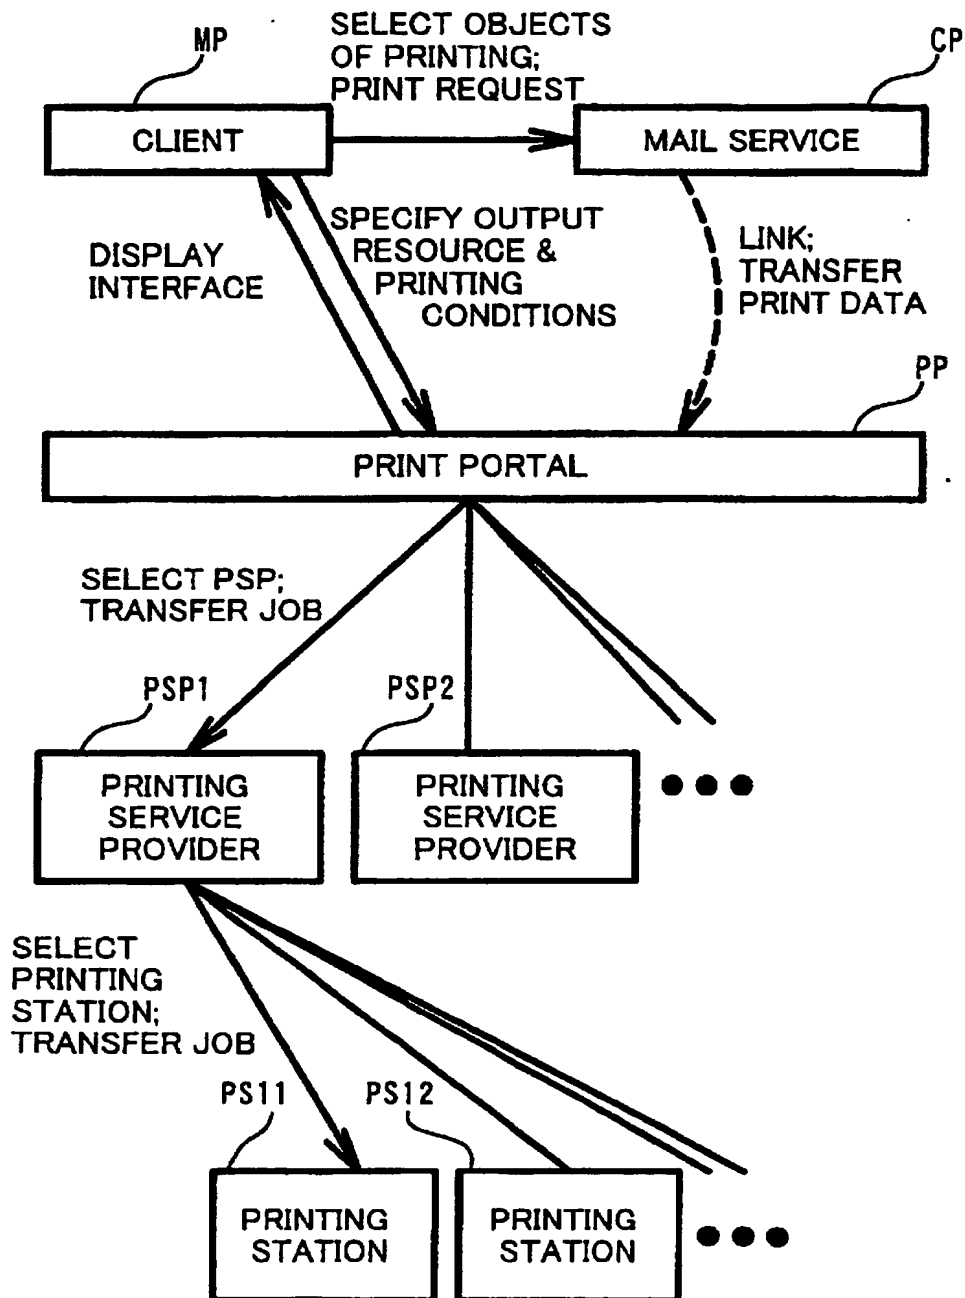 SELECT OBJECTS
OF PRINTING;
PRINT REQUEST
MP
CP
CLIENT
MAIL SERVICE
DISPLAY
INTERFACE
SPECIFY OUTPUT
RESOURCE &
PRINTING
CONDITIONS
LINK;
TRANSFER
PRINT DATA
PP
PRINT PORTAL
SELECT PSP;
TRANSFER JOB
PSP1
PSP2
PRINTING
SERVICE
PROVIDER
PRINTING
SERVICE
PROVIDER
SELECT
PRINTING
STATION;
TRANSFER JOB
PS11
PS12
PRINTING
STATION
PRINTING
STATION